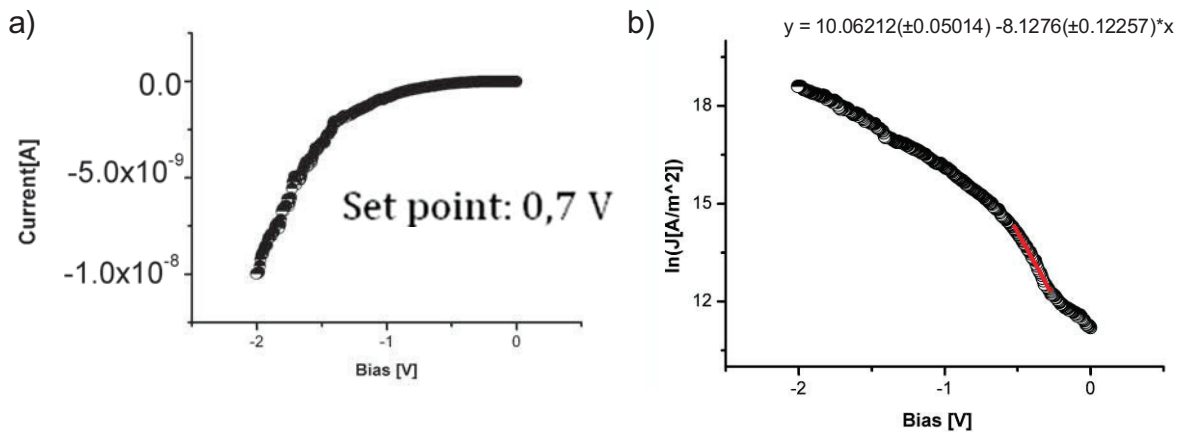 a)
0.0
-5.0x10⁻⁹
-1.0x10⁻⁸
Current[A]
Set point: 0,7 V
-2
-1
0
Bias [V]
b)
y = 10.06212(±0.05014) -8.1276(±0.12257)*x
18
15
12
ln(J[A/m^2])
-2
-1
0
Bias [V]